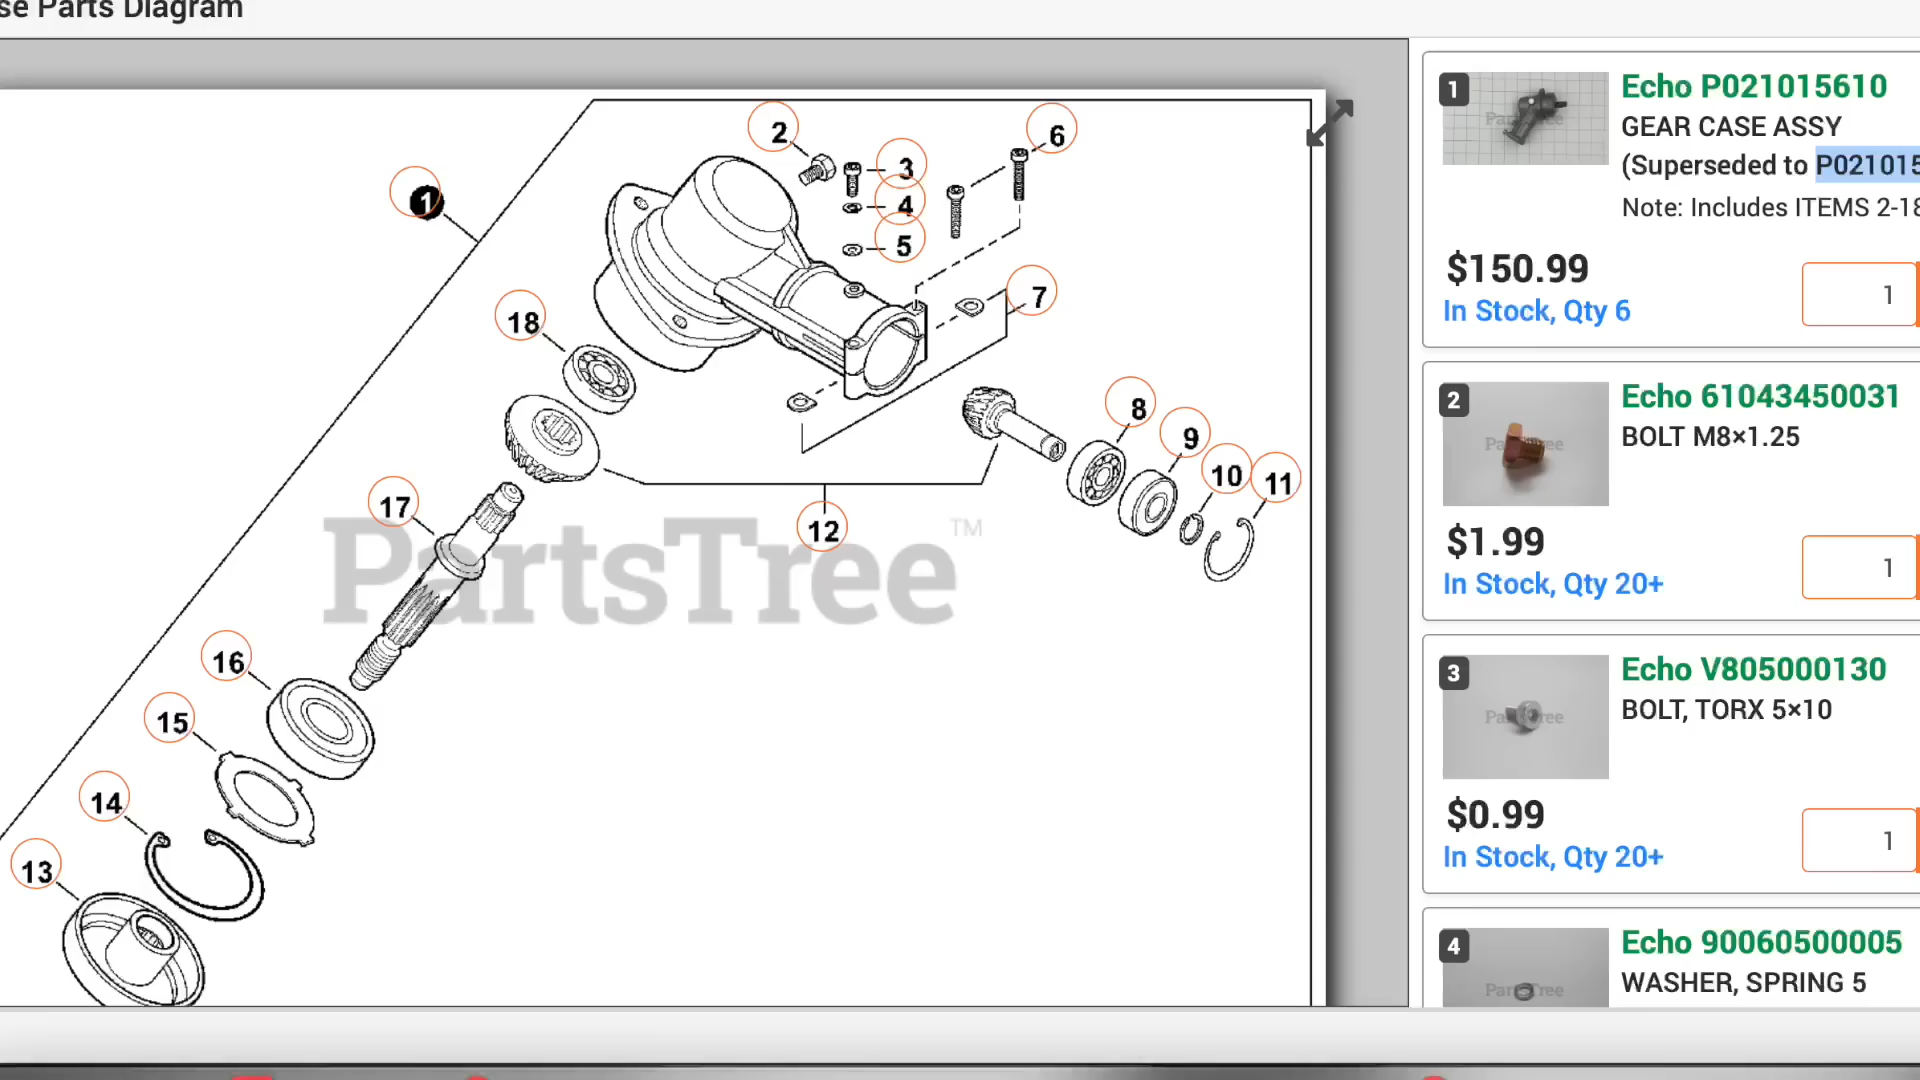 se Parts Diagram
1
2
3
4
5
6
7
8
9
10
11
12
13
14
15
16
17
18
PartsTree™
1
Echo P021015610
GEAR CASE ASSY
(Superseded to P021015
Note: Includes ITEMS 2-18
$150.99
In Stock, Qty 6
1
2
Echo 61043450031
BOLT M8×1.25
$1.99
In Stock, Qty 20+
1
3
Echo V805000130
BOLT, TORX 5×10
$0.99
In Stock, Qty 20+
1
4
Echo 90060500005
WASHER, SPRING 5